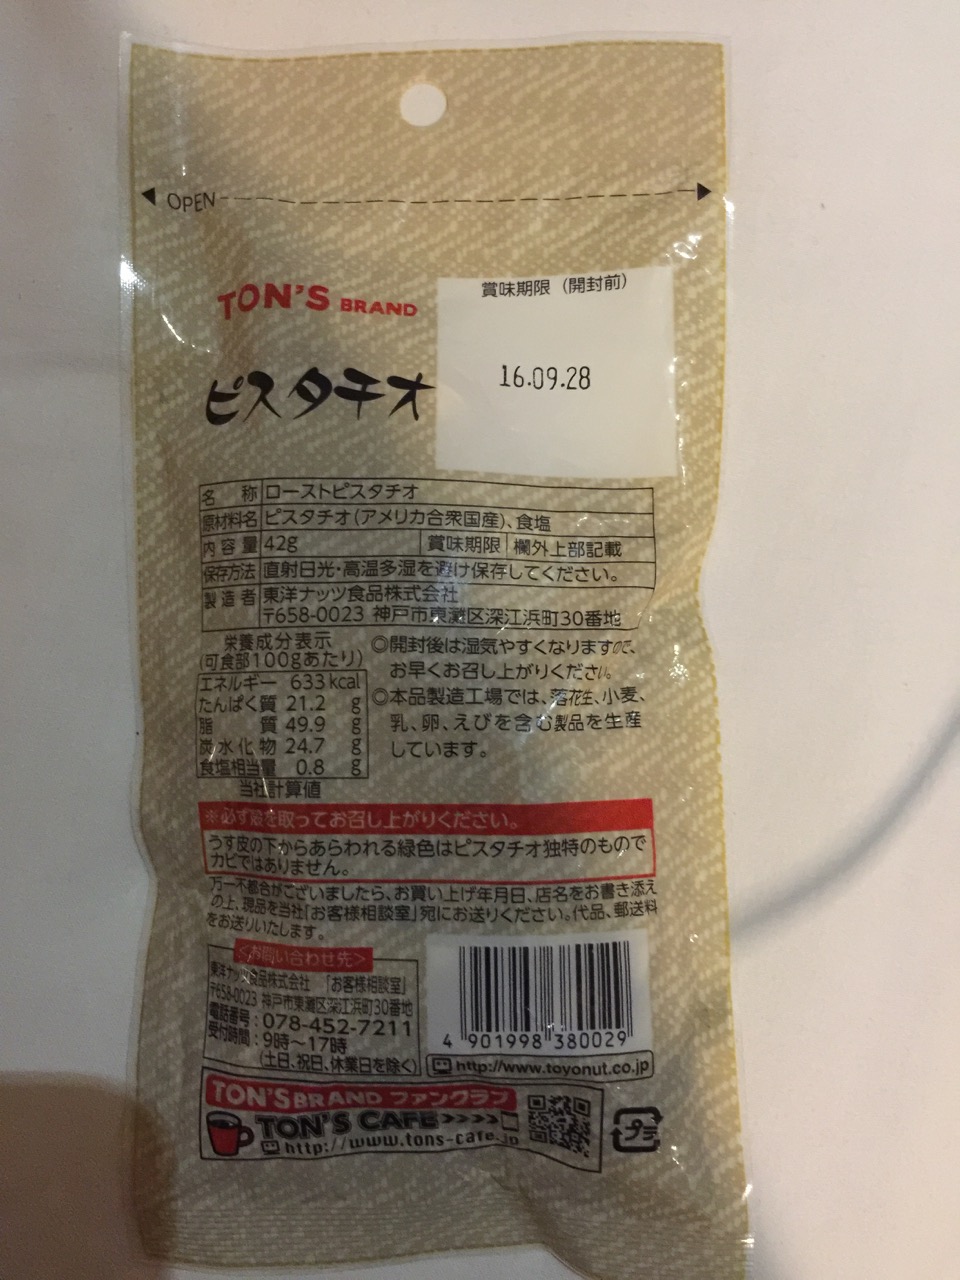 OPEN
TON'S BRAND
賞味期限 (開封前)
16.09.28
ピスタチオ
名 称 ローストピスタチオ
原材料名 ピスタチオ(アメリカ合衆国産)、食塩
内容量 42g 賞味期限 欄外上部記載
保存方法 直射日光・高温多湿を避け保存してください。
製造者 東洋ナッツ食品株式会社
〒658-0023 神戸市東灘区深江浜町30番地
栄養成分表示
(可食部100gあたり)
エネルギー 633kcal
たんぱく質 21.2 g
脂 質 49.9 g
炭水化物 24.7 g
食塩相当量 0.8 g
当社計算値
◎開封後は湿気やすくなりますので、
お早くお召し上がりください。
◎本品製造工場では、落花生、小麦、
乳、卵、えびを含む製品を生産
しています。
※必ず殻を取ってお召し上がりください。
うす皮の下からあらわれる緑色はピスタチオ独特のもので
カビではありません。
万一不都合がございましたら、お買い上げ年月日、店名をお書き添え
の上、現品を当社「お客様相談室」宛にお送りください。代品、郵送料
をお送りいたします。
<お問い合わせ先>
東洋ナッツ食品株式会社 「お客様相談室」
〒658-0023 神戸市東灘区深江浜町30番地
電話番号:078-452-7211
受付時間:9時〜17時
(土日、祝日、休業日を除く)
4 901998 380029
http://www.toyonut.co.jp
TON'S BRAND ファンクラブ
TON'S CAFE >>>>
http://www.tons-cafe.jp
プラ